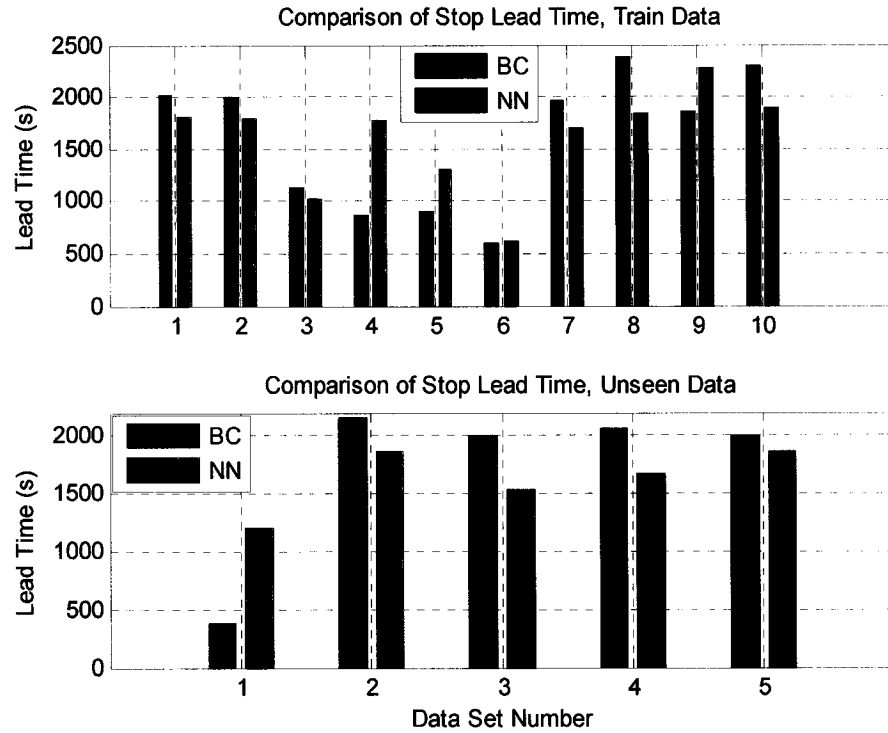 Comparison of Stop Lead Time, Train Data
2500
2000
1500
1000
500
0
Lead Time (s)
BC
NN
1 2 3 4 5 6 7 8 9 10
Comparison of Stop Lead Time, Unseen Data
2000
1500
1000
500
0
Lead Time (s)
BC
NN
1 2 3 4 5
Data Set Number